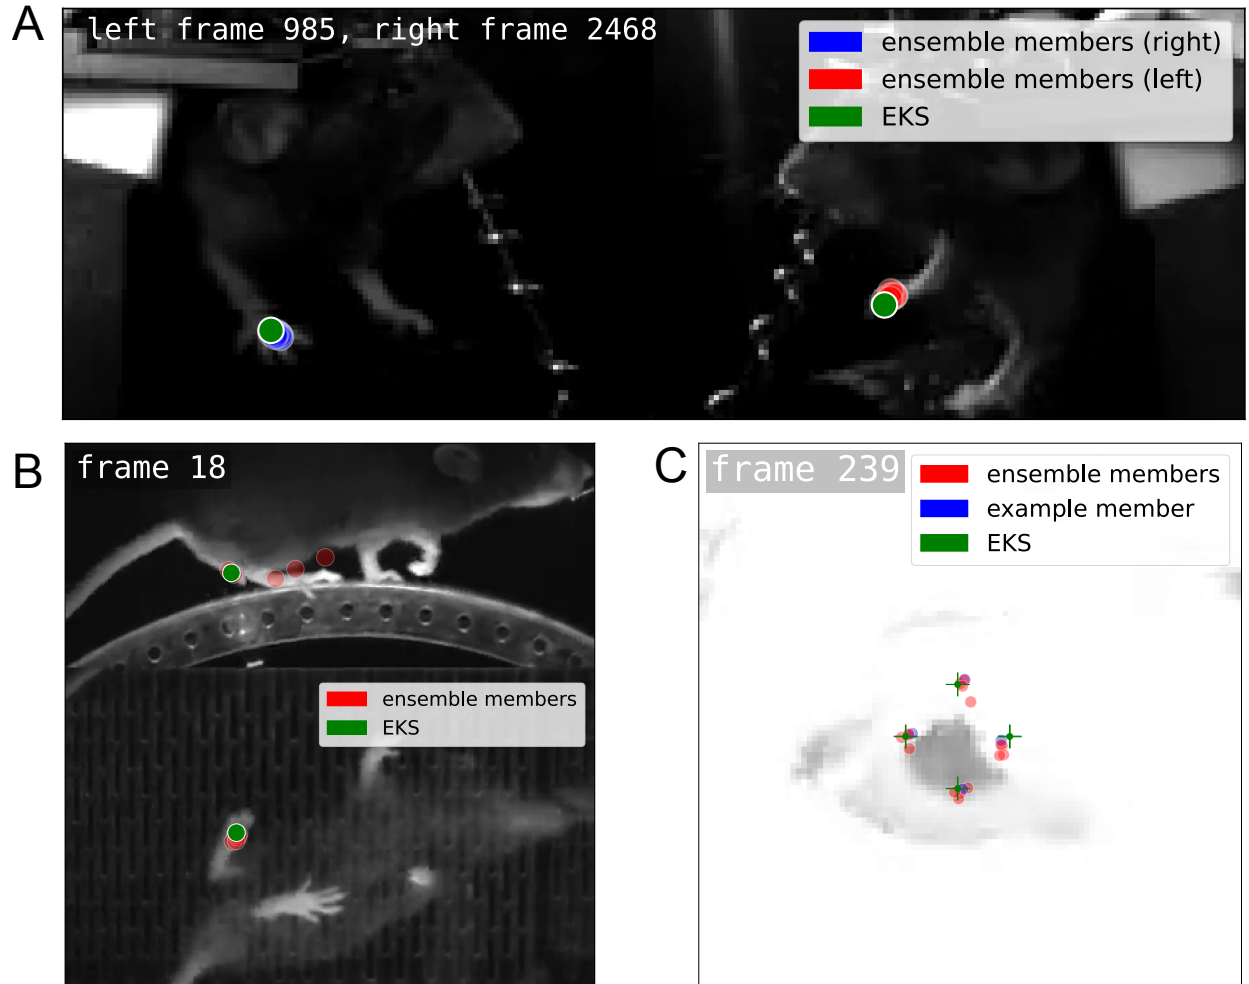 A
left frame 985, right frame 2468
ensemble members (right)
ensemble members (left)
EKS
B
frame 18
ensemble members
EKS
C
frame 239
ensemble members
example member
EKS